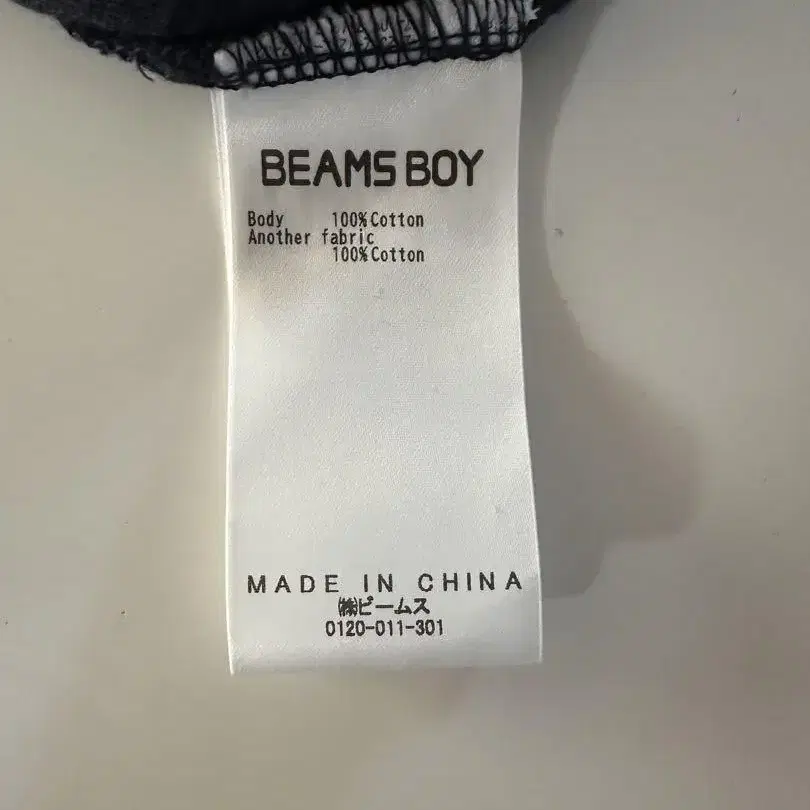 BEAMS BOY
Body 100%Cotton
Another fabric
100%Cotton
MADE IN CHINA
㈱ビームス
0120-011-301